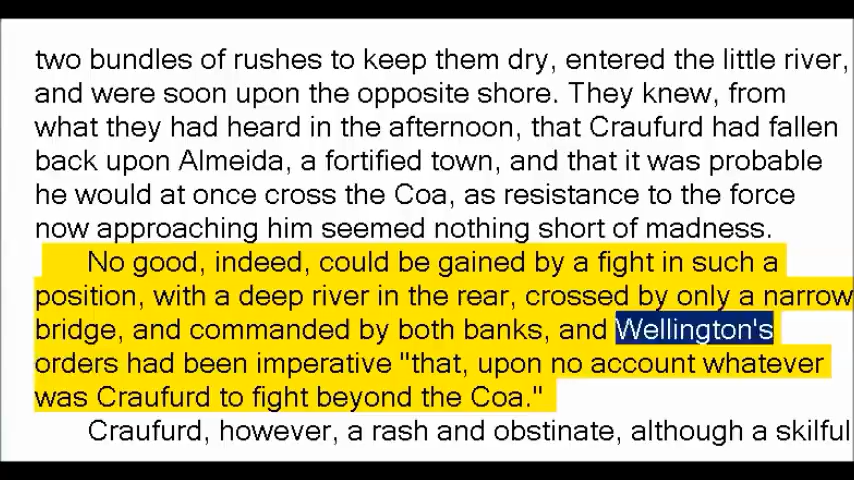 two bundles of rushes to keep them dry, entered the little river,
and were soon upon the opposite shore. They knew, from
what they had heard in the afternoon, that Craufurd had fallen
back upon Almeida, a fortified town, and that it was probable
he would at once cross the Coa, as resistance to the force
now approaching him seemed nothing short of madness.
No good, indeed, could be gained by a fight in such a
position, with a deep river in the rear, crossed by only a narrow
bridge, and commanded by both banks, and Wellington's
orders had been imperative "that, upon no account whatever
was Craufurd to fight beyond the Coa."
Craufurd, however, a rash and obstinate, although a skilful